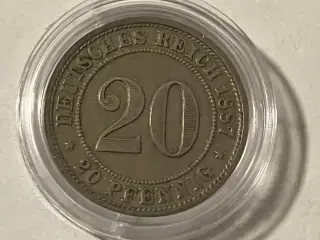 DEUTSCHES REICH 1887
20
* 20 PFENNIG *